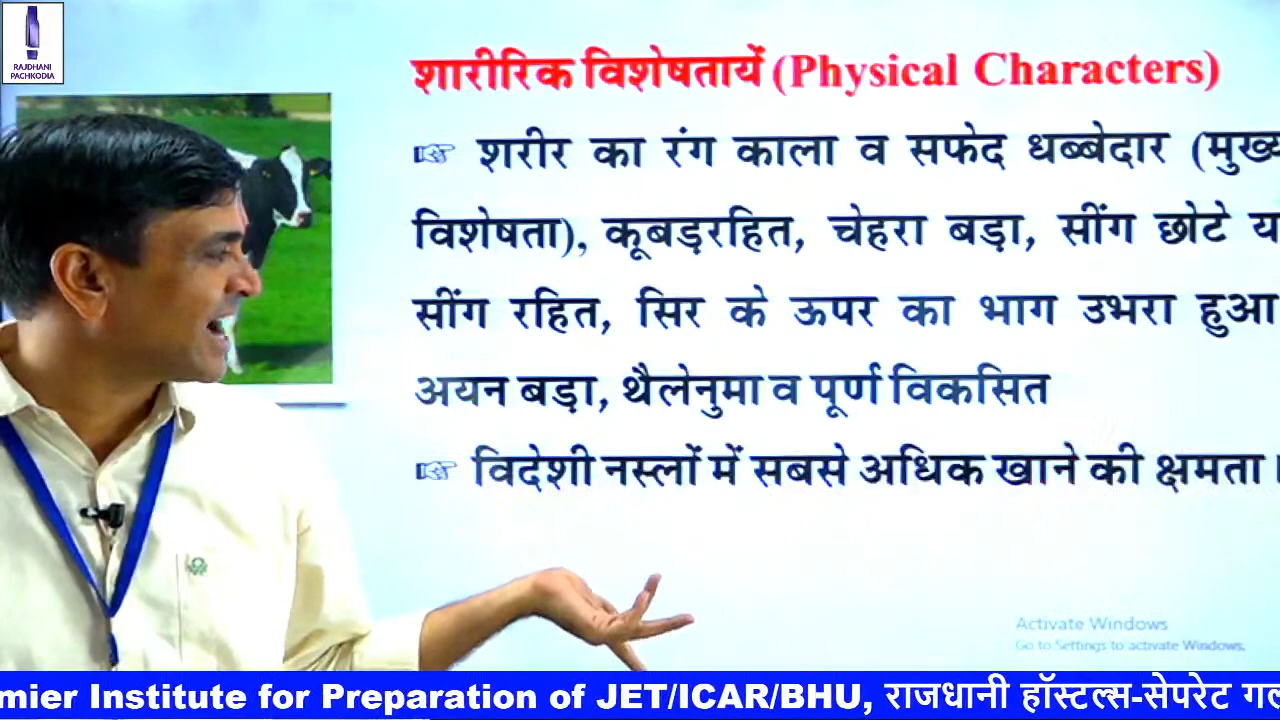 RAJDHANI
PACHKODIA
शारीरिक विशेषतायें (Physical Characters)
☞ शरीर का रंग काला व सफेद धब्बेदार (मुख्य
विशेषता), कूबड़रहित, चेहरा बड़ा, सींग छोटे
सींग रहित, सिर के ऊपर का भाग उभरा हुआ
अयन बड़ा, थैलेनुमा व पूर्ण विकसित
☞ विदेशी नस्लों में सबसे अधिक खाने की क्षमता।
Activate Windows
Go to Settings to activate Windows.
mier Institute for Preparation of JET/ICAR/BHU, राजधानी हॉस्टल्स-सेपरेट